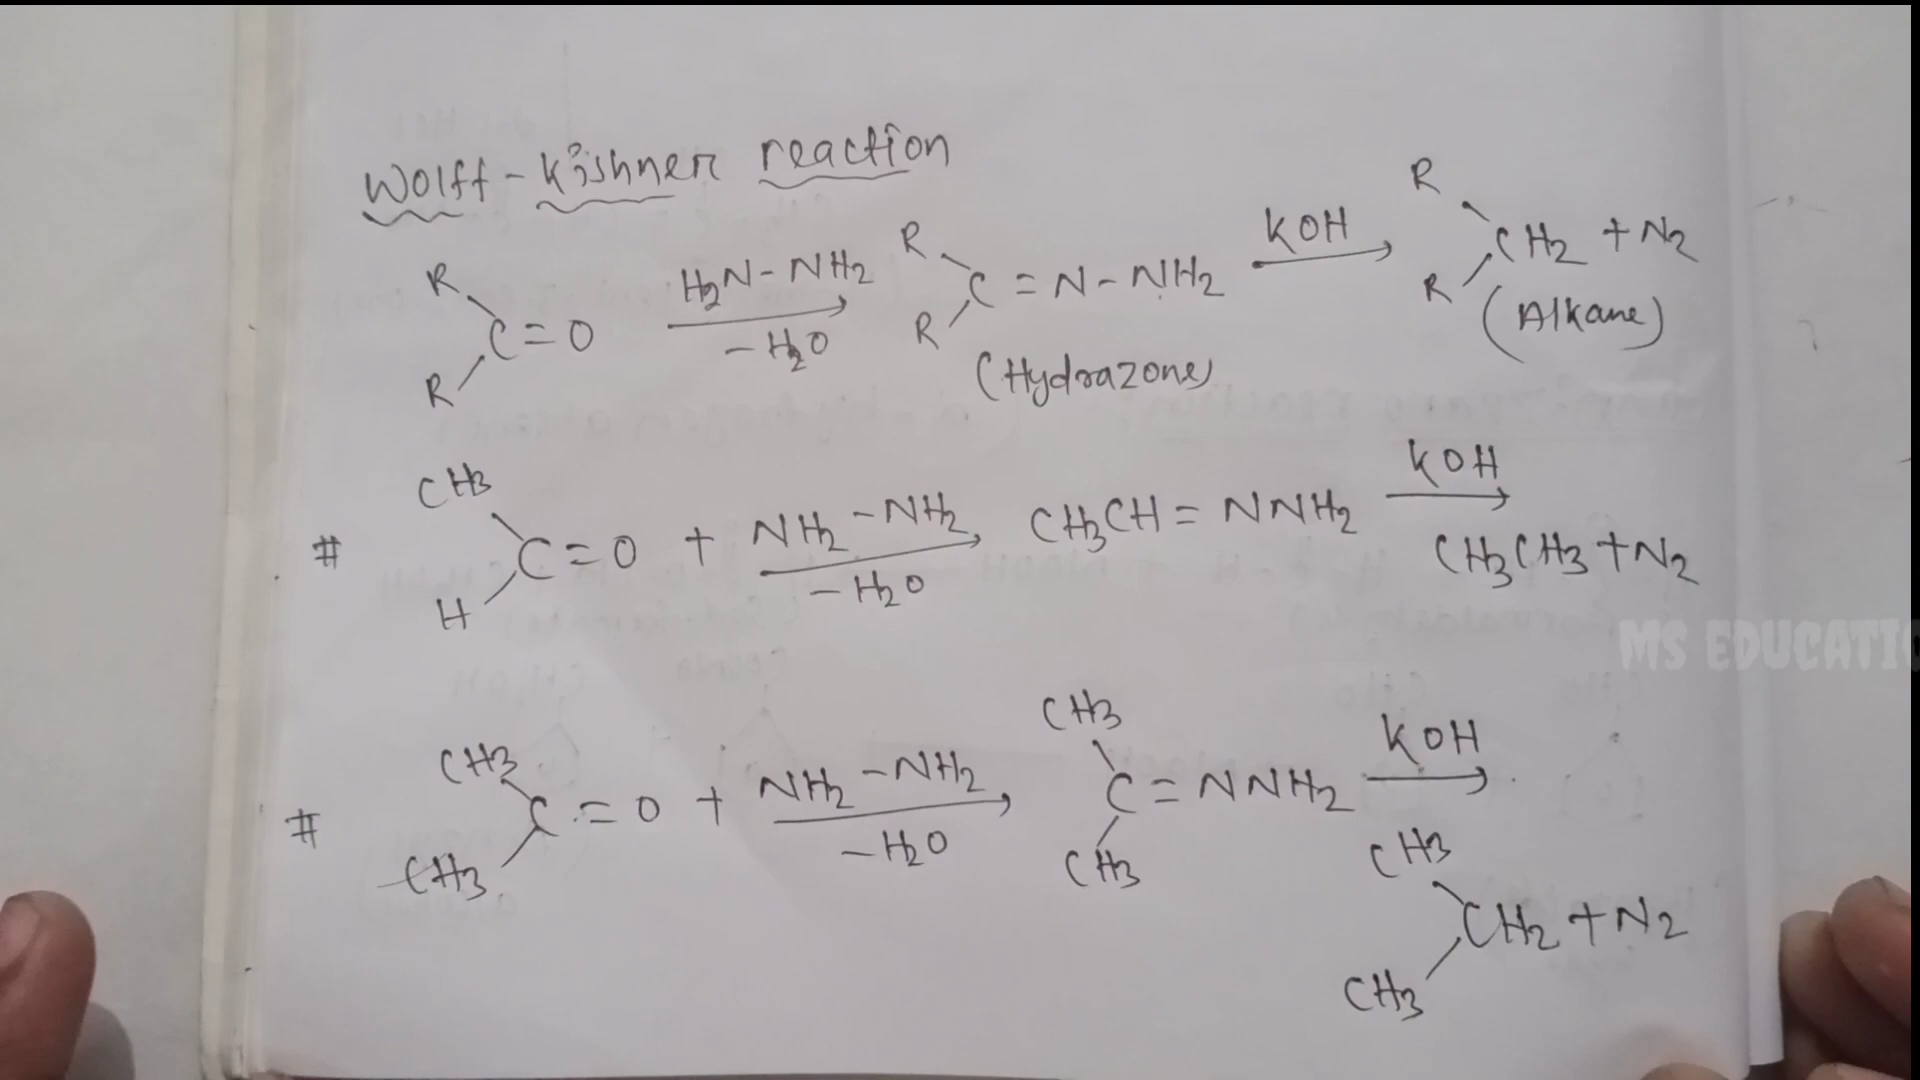 Wolff-Kishner reaction
R
R
C=O
H2N-NH2
-H2O
R
R
C=N-NH2
(Hydrazone)
KOH
R
R
CH2 + N2
(Alkane)
#
CH3
H
C=O + NH2-NH2
-H2O
CH3CH=NNH2
KOH
CH3CH3+N2
MS EDUCATI
#
CH3
CH3
C=O + NH2-NH2
-H2O
CH3
CH3
C=NNH2
KOH
CH3
CH3
CH2+N2